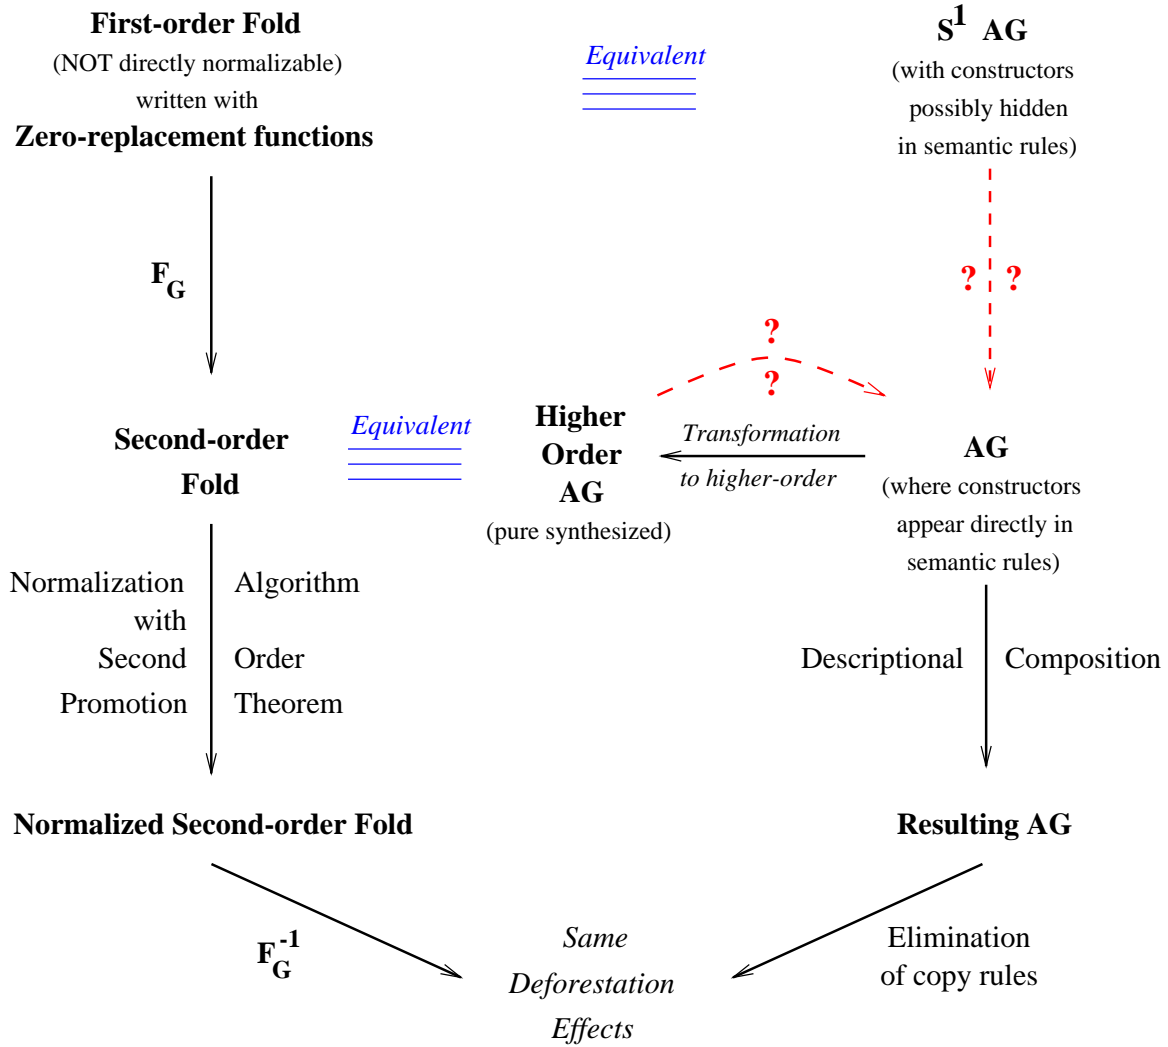 First-order Fold
(NOT directly normalizable)
written with
Zero-replacement functions
Equivalent
S1 AG
(with constructors
possibly hidden
in semantic rules)
FG
? ?
?
?
Second-order
Fold
Equivalent
Higher
Order
AG
(pure synthesized)
Transformation
to higher-order
AG
(where constructors
appear directly in
semantic rules)
Normalization Algorithm
with
Second Order
Promotion Theorem
Descriptional Composition
Normalized Second-order Fold
Resulting AG
FG-1
Same
Deforestation
Effects
Elimination
of copy rules